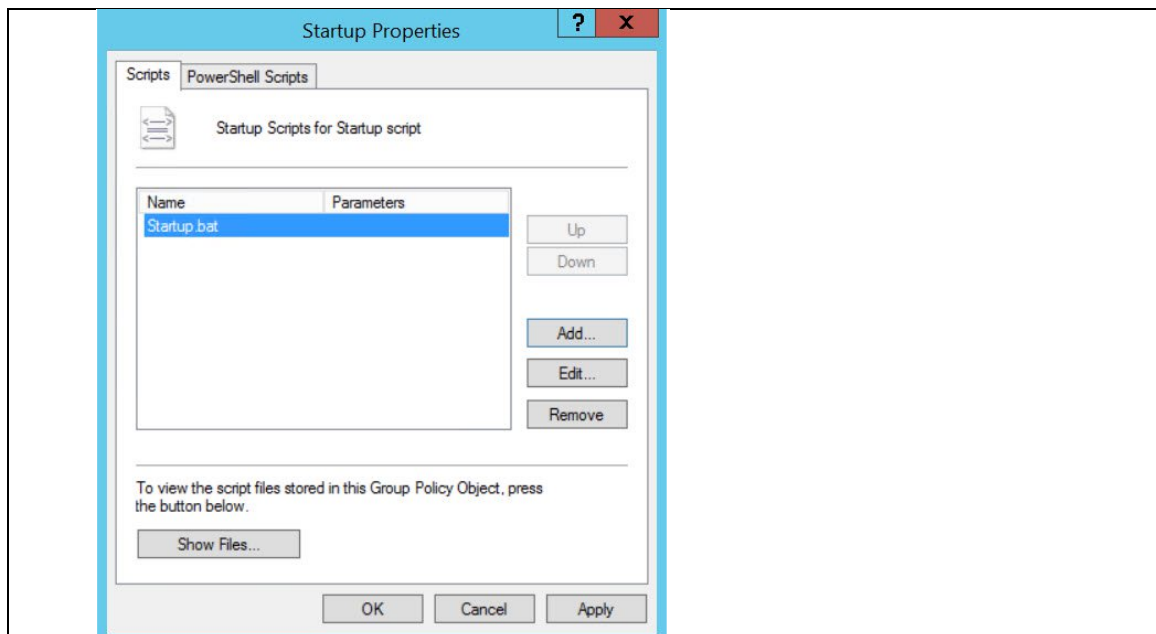 Startup Properties
? x
Scripts PowerShell Scripts
Startup Scripts for Startup script
Name Parameters
Startup.bat
Up
Down
Add...
Edit...
Remove
To view the script files stored in this Group Policy Object, press
the button below.
Show Files...
OK Cancel Apply